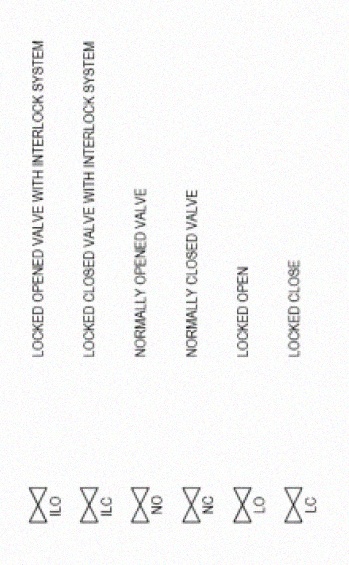 ILO LOCKED OPENED VALVE WITH INTERLOCK SYSTEM
ILC LOCKED CLOSED VALVE WITH INTERLOCK SYSTEM
NO NORMALLY OPENED VALVE
NC NORMALLY CLOSED VALVE
LO LOCKED OPEN
LC LOCKED CLOSE